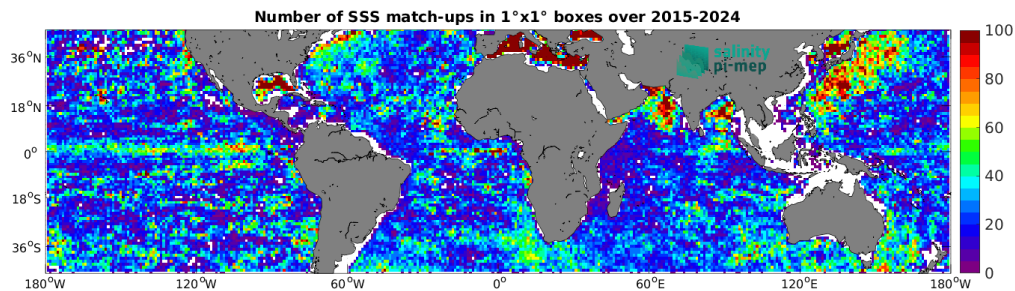 Number of SSS match-ups in 1°x1° boxes over 2015-2024
salinity
pi-mep
36°N
18°N
0°
18°S
36°S
180°W 120°W 60°W 0° 60°E 120°E 180°W
100
80
60
40
20
0